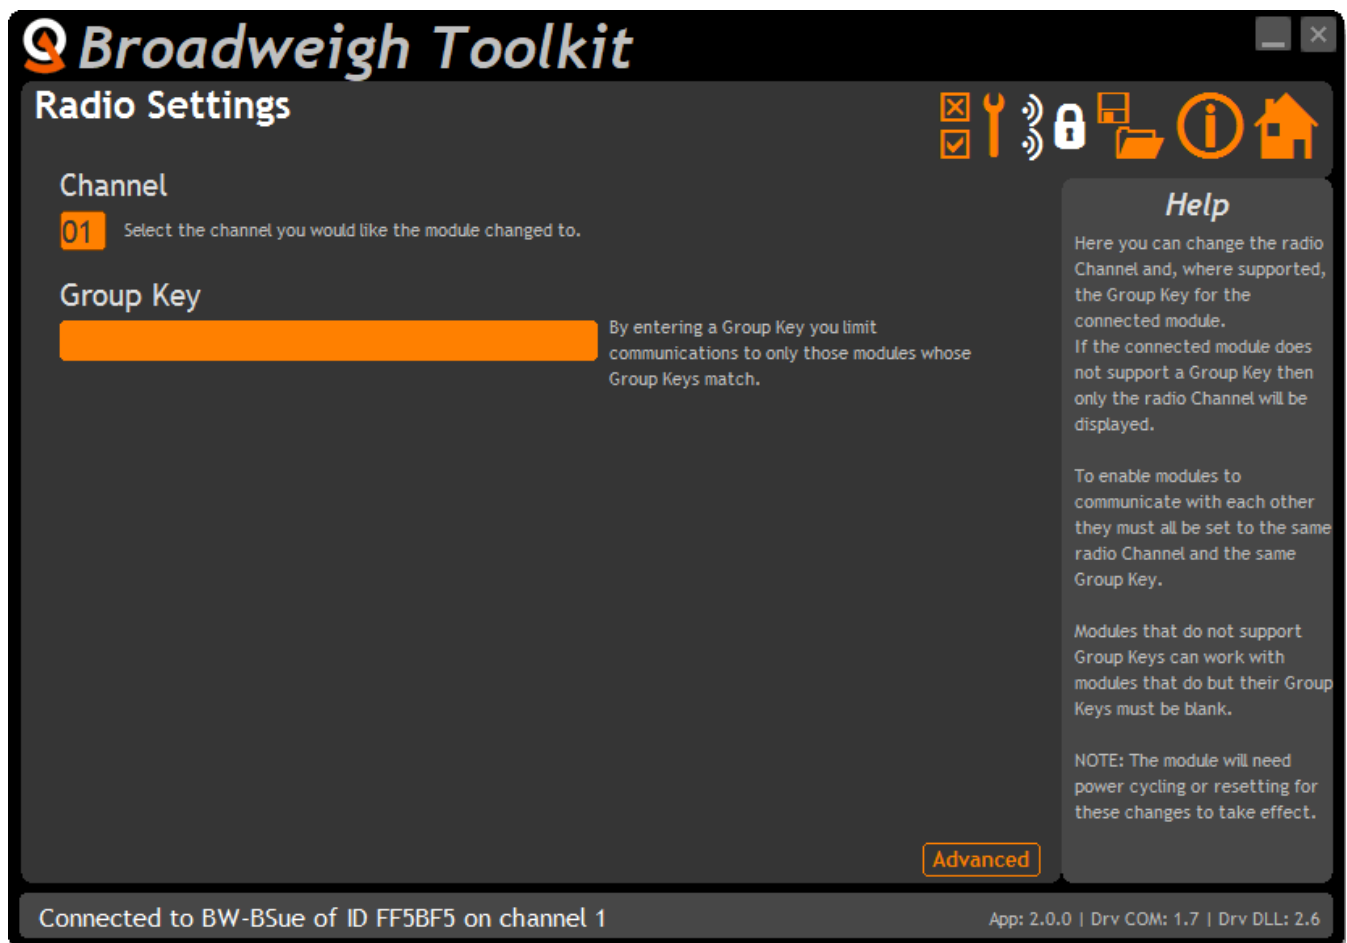 Broadweigh Toolkit
Radio Settings
Channel
01
Select the channel you would like the module changed to.
Group Key
By entering a Group Key you limit
communications to only those modules whose
Group Keys match.
Advanced
Help
Here you can change the radio
Channel and, where supported,
the Group Key for the
connected module.
If the connected module does
not support a Group Key then
only the radio Channel will be
displayed.
To enable modules to
communicate with each other
they must all be set to the same
radio Channel and the same
Group Key.
Modules that do not support
Group Keys can work with
modules that do but their Group
Keys must be blank.
NOTE: The module will need
power cycling or resetting for
these changes to take effect.
Connected to BW-BSue of ID FF5BF5 on channel 1
App: 2.0.0 | Drv COM: 1.7 | Drv DLL: 2.6